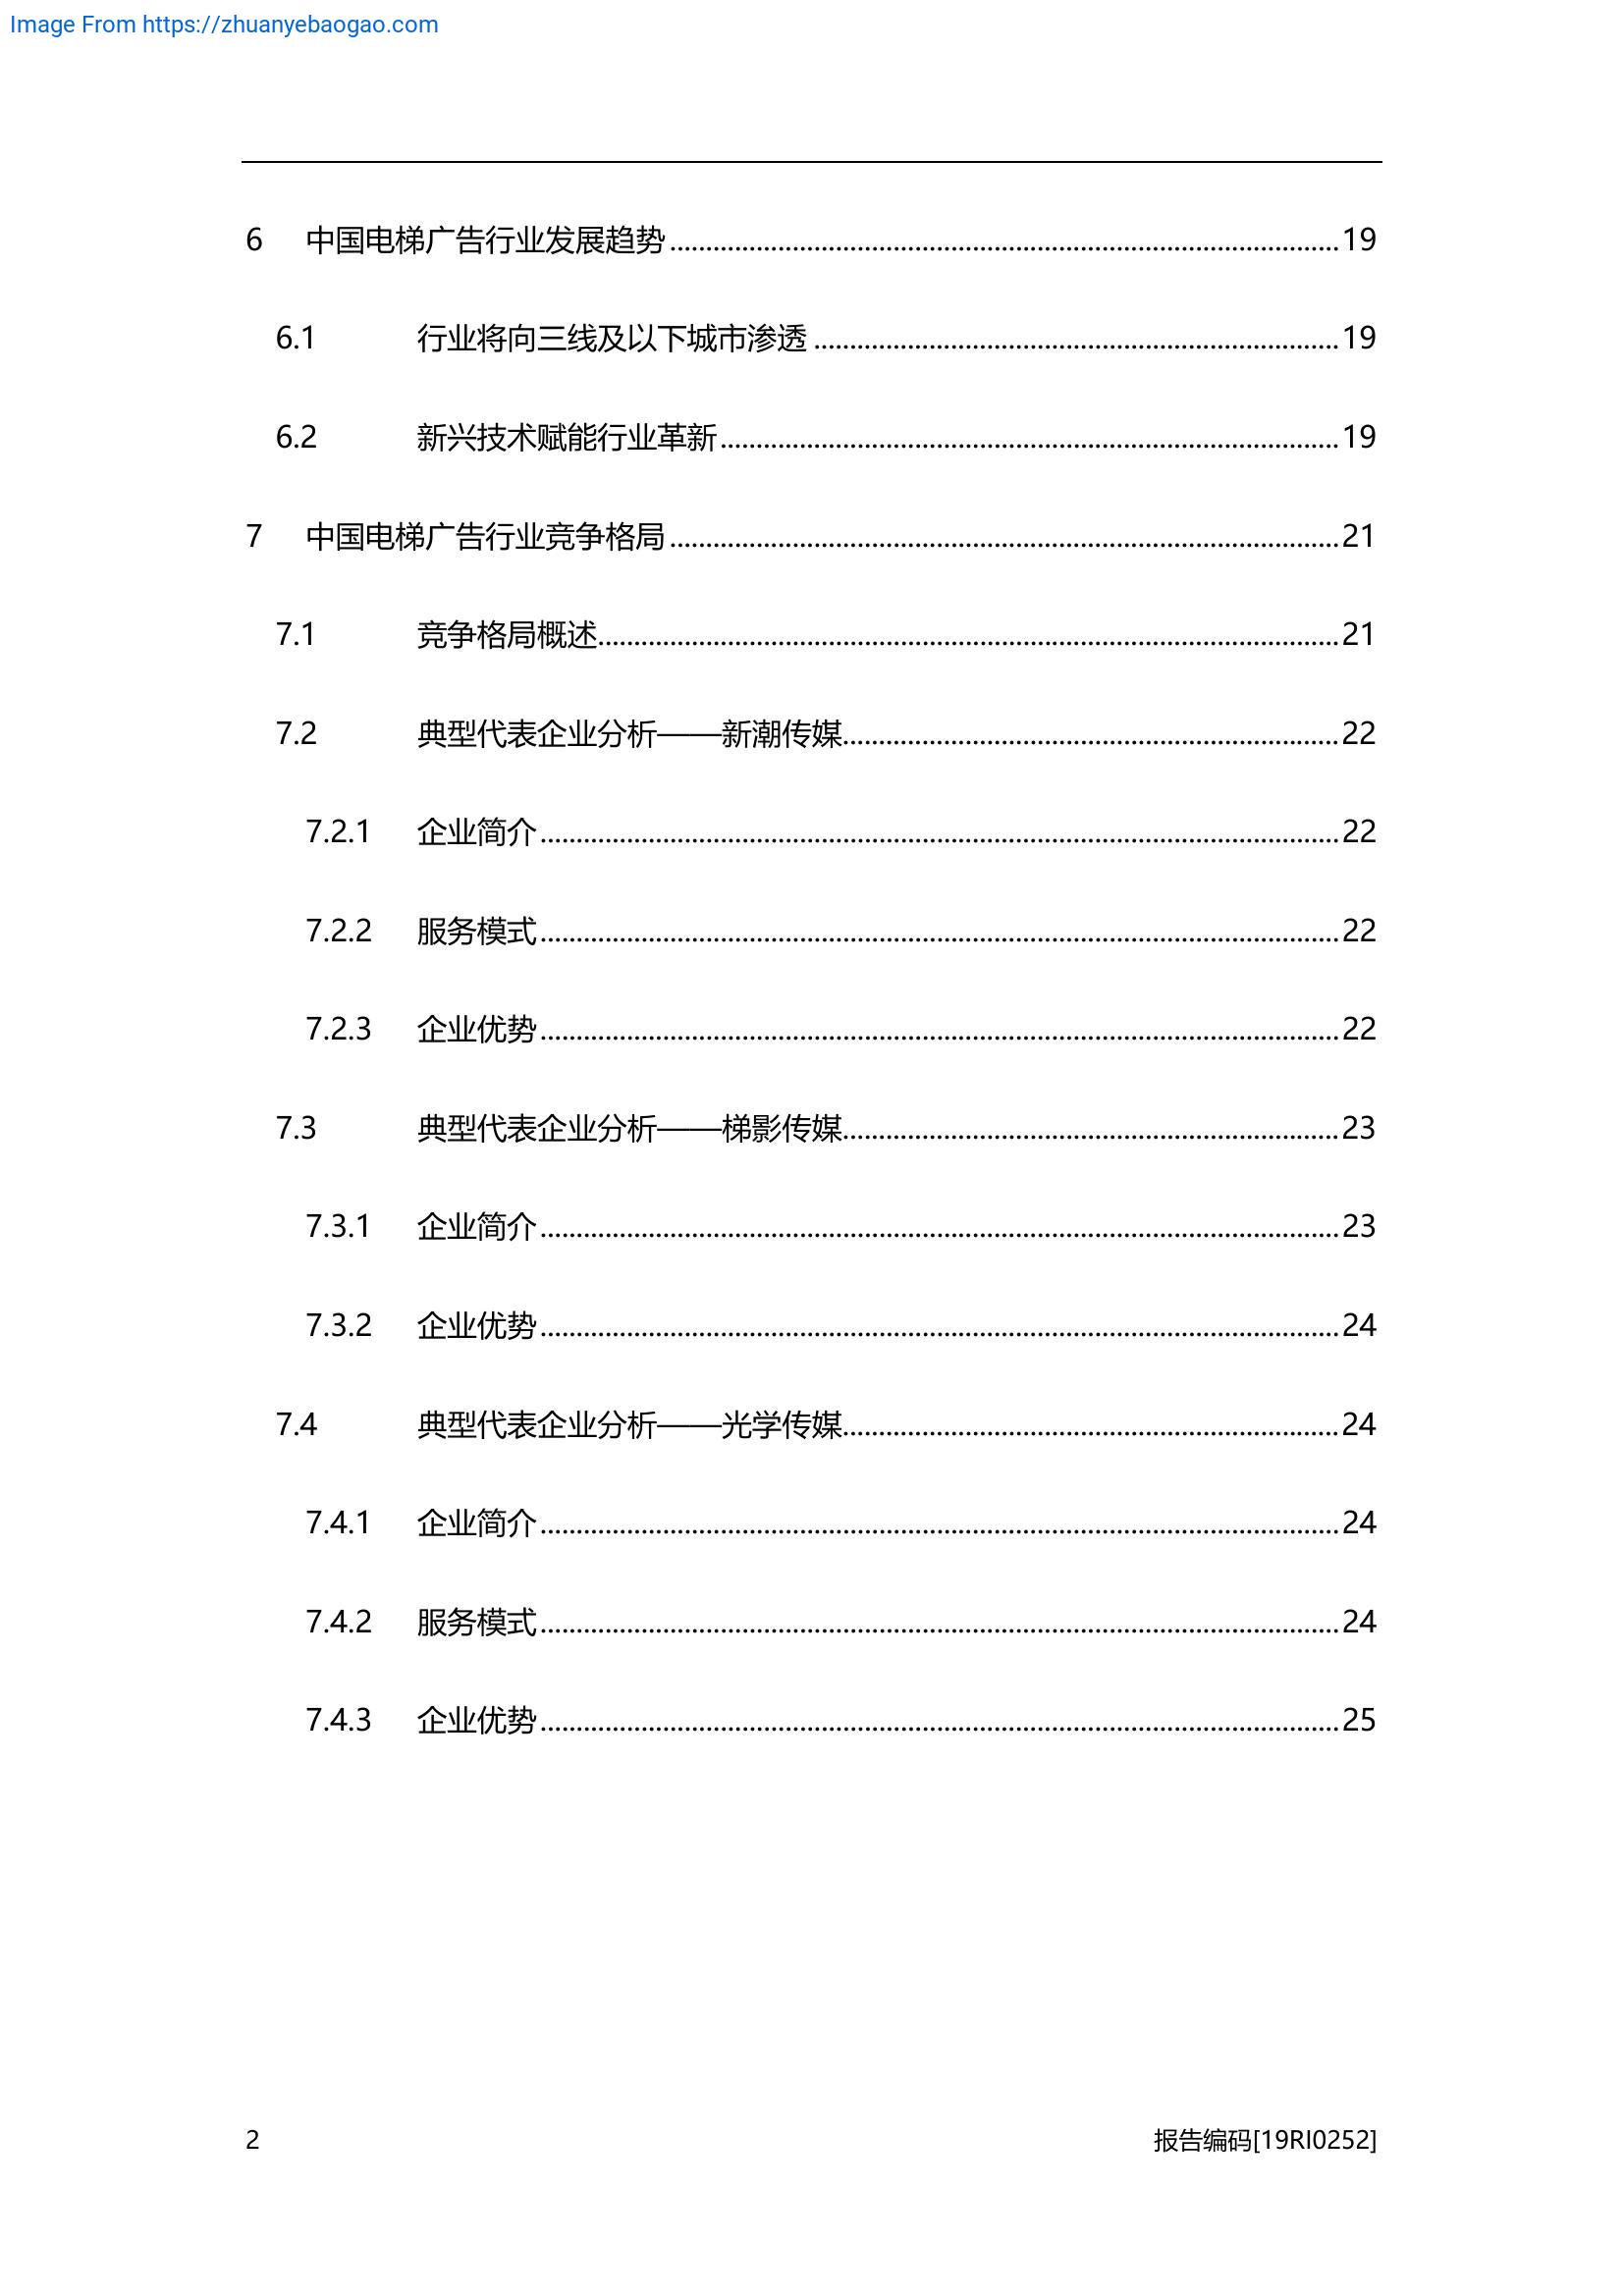 Image From https://zhuanyebaogao.com
6 中国电梯广告行业发展趋势 19
6.1 行业将向三线及以下城市渗透 19
6.2 新兴技术赋能行业革新 19
7 中国电梯广告行业竞争格局 21
7.1 竞争格局概述 21
7.2 典型代表企业分析——新潮传媒 22
7.2.1 企业简介 22
7.2.2 服务模式 22
7.2.3 企业优势 22
7.3 典型代表企业分析——梯影传媒 23
7.3.1 企业简介 23
7.3.2 企业优势 24
7.4 典型代表企业分析——光学传媒 24
7.4.1 企业简介 24
7.4.2 服务模式 24
7.4.3 企业优势 25
2 报告编码[19RI0252]